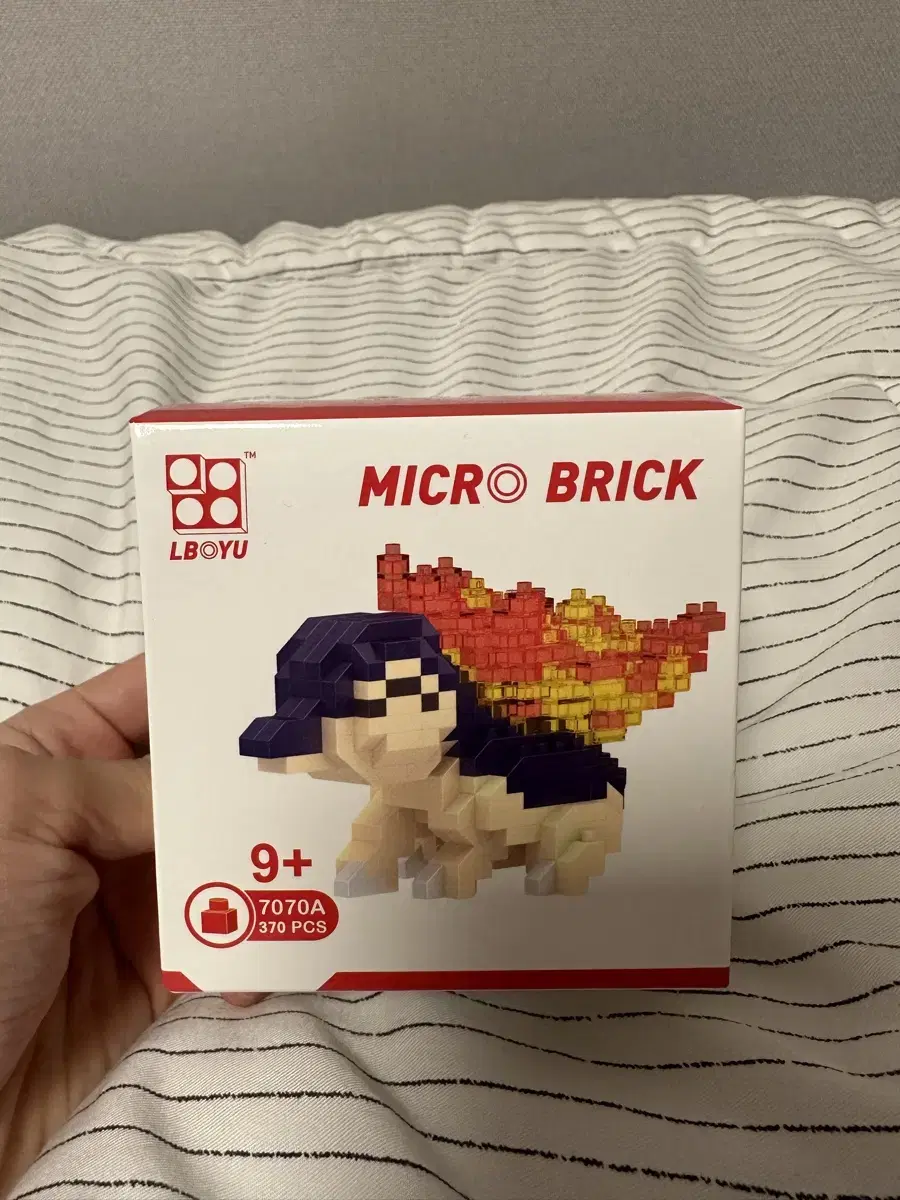 TM
LBOYU
MICRO BRICK
9+
7070A
370 PCS